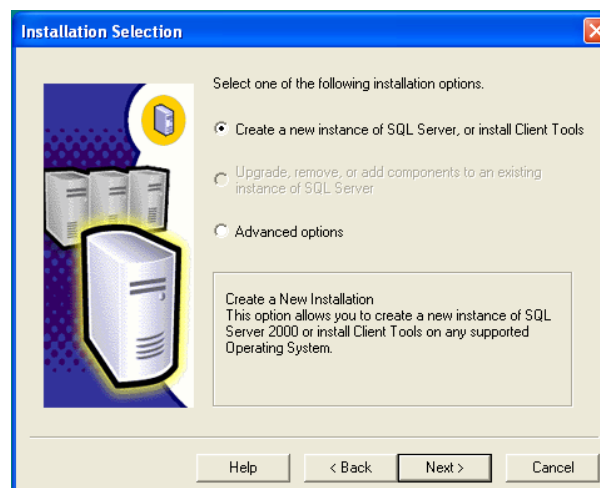 Installation Selection
Select one of the following installation options.
Create a new instance of SQL Server, or install Client Tools
Upgrade, remove, or add components to an existing
instance of SQL Server
Advanced options
Create a New Installation
This option allows you to create a new instance of SQL
Server 2000 or install Client Tools on any supported
Operating System.
Help
< Back
Next >
Cancel